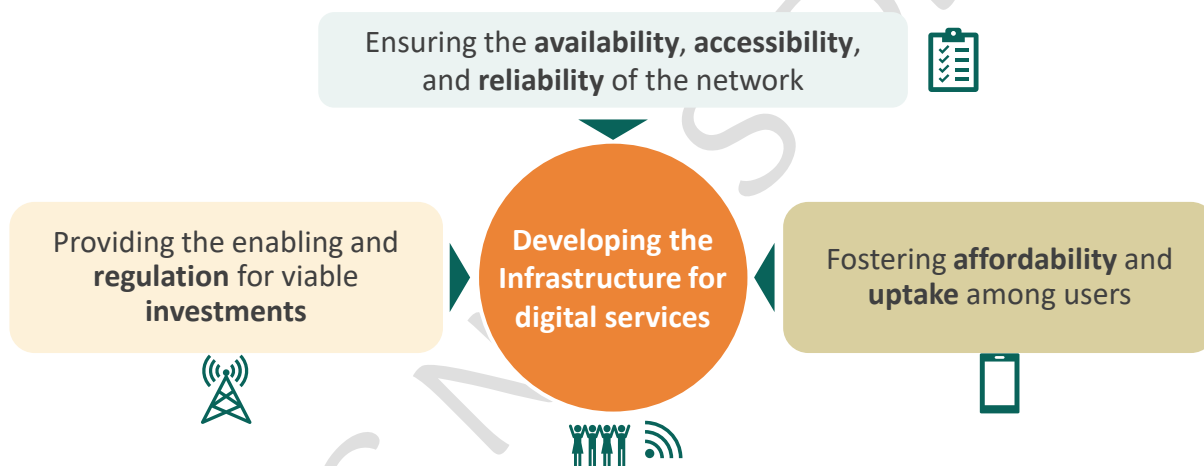 Ensuring the availability, accessibility,
and reliability of the network
Providing the enabling and
regulation for viable
investments
Developing the
Infrastructure for
digital services
Fostering affordability and
uptake among users